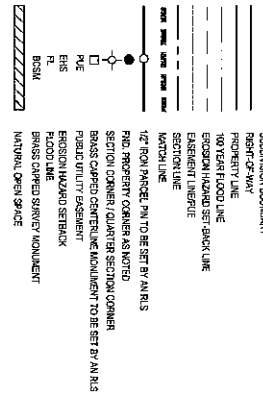 SUBDIVISION BOUNDARY
RIGHT-OF-WAY
PROPERTY LINE
100 YEAR FLOOD LINE
EROSION HAZARD SET-BACK LINE
EASEMENT LINE/PUE
SECTION LINE
MATCH LINE
1/2" IRON PARCEL PIN TO BE SET BY AN RLS
FND. PROPERTY CORNER AS NOTED
SECTION CORNER / QUARTER SECTION CORNER
BRASS CAPPED CENTERLINE MONUMENT TO BE SET BY AN RLS
PUE PUBLIC UTILITY EASEMENT
EHS EROSION HAZARD SETBACK
FL FLOOD LINE
BCSM BRASS CAPPED SURVEY MONUMENT
NATURAL OPEN SPACE